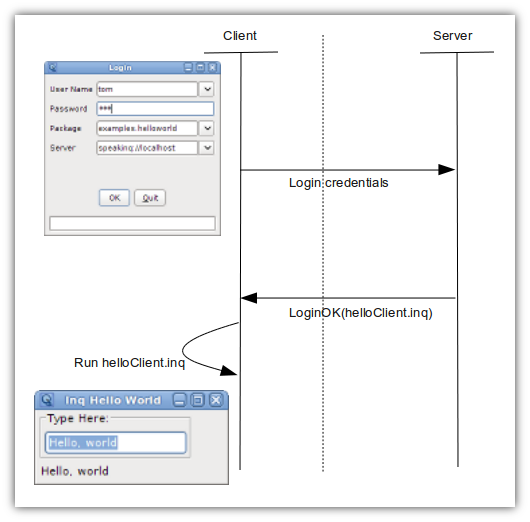 Client
Server
Login
User Name tom
Password ***
Package examples.helloworld
Server speakinq://localhost
OK Quit
Login credentials
LoginOK(helloClient.inq)
Run helloClient.inq
Inq Hello World
Type Here:
Hello, world
Hello, world